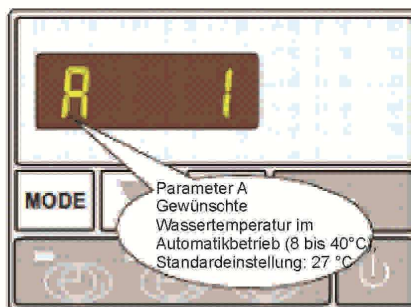 A 1
MODE
Parameter A
Gewünschte
Wassertemperatur im
Automatikbetrieb (8 bis 40°C)
Standardeinstellung: 27 °C